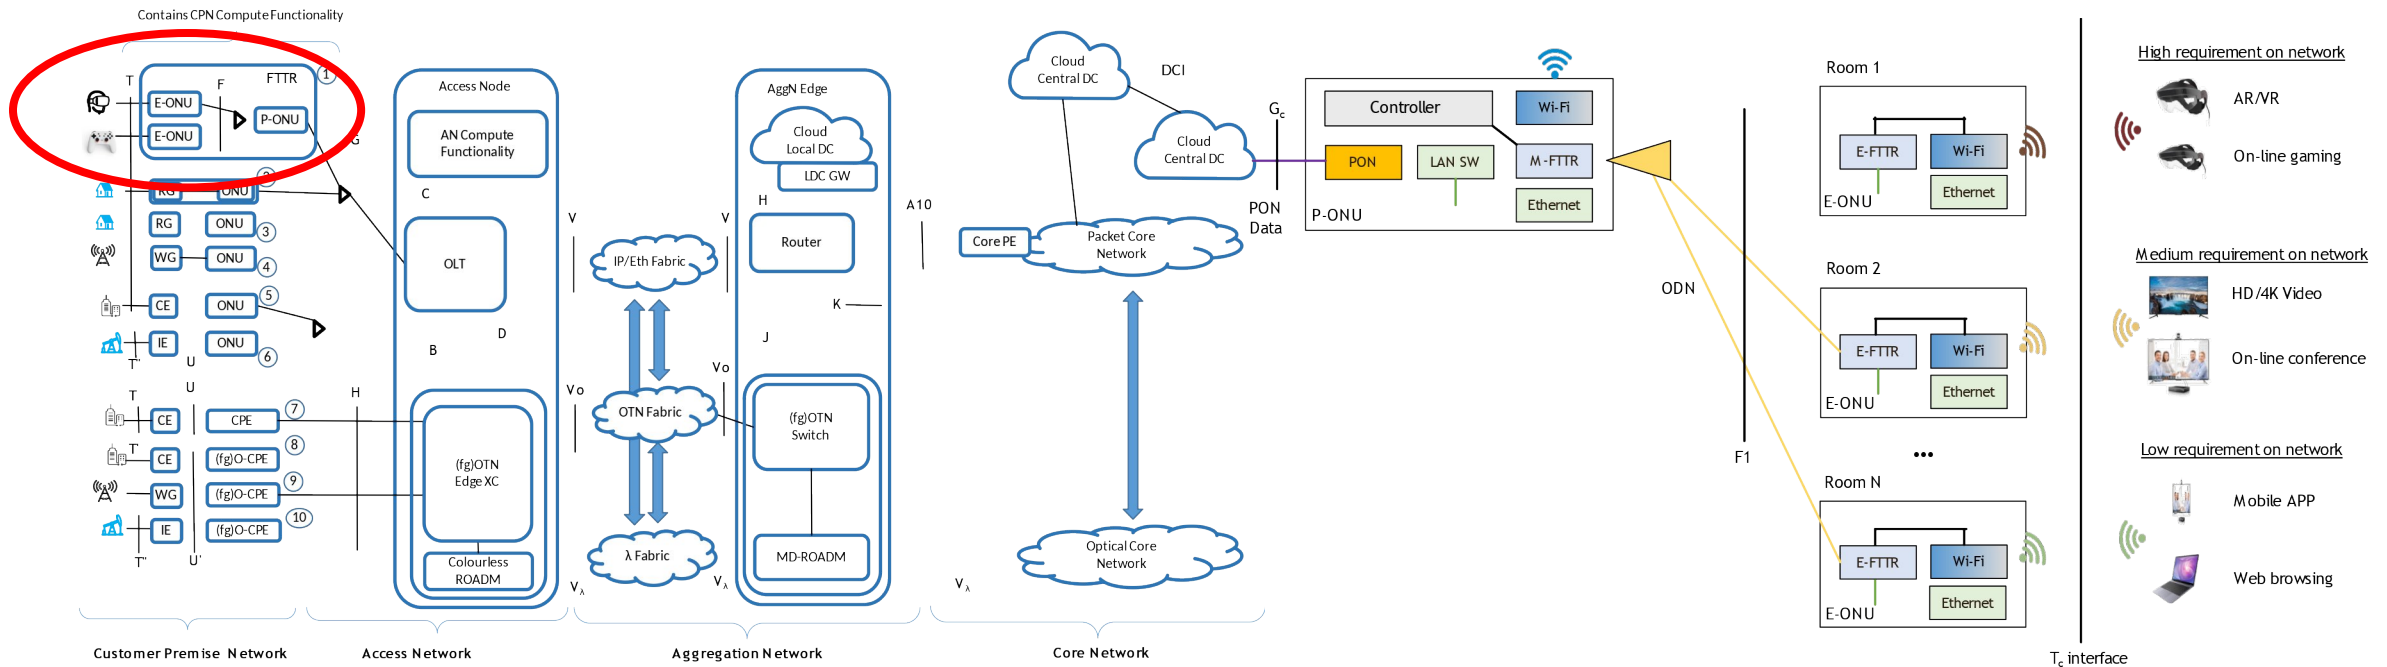 Contains CPN Compute Functionality
T
F
FTTR
1
E-ONU
E-ONU
P-ONU
G
RG
ONU
2
RG
ONU
3
WG
ONU
4
CE
ONU
5
IE
ONU
6
T''
U
T
U
H
CE
CPE
7
T'
CE
(fg)O-CPE
8
WG
(fg)O-CPE
9
IE
(fg)O-CPE
10
T''
U'
Customer Premise Network
Access Node
AN Compute
Functionality
C
OLT
D
B
(fg)OTN
Edge XC
Colourless
ROADM
Access Network
V
V
IP/Eth Fabric
Vo
Vo
OTN Fabric
λ Fabric
Vλ
Vλ
AggN Edge
Cloud
Local DC
LDC GW
H
Router
K
J
(fg)OTN
Switch
MD-ROADM
Aggregation Network
A10
Cloud
Central DC
DCI
Cloud
Central DC
Core PE
Packet Core
Network
Optical Core
Network
Vλ
Core Network
Gc
PON
Data
Controller
Wi-Fi
PON
LAN SW
M-FTTR
Ethernet
P-ONU
ODN
F1
Room 1
E-FTTR
Wi-Fi
Ethernet
E-ONU
Room 2
E-FTTR
Wi-Fi
Ethernet
E-ONU
...
Room N
E-FTTR
Wi-Fi
Ethernet
E-ONU
Tc interface
High requirement on network
AR/VR
On-line gaming
Medium requirement on network
HD/4K Video
On-line conference
Low requirement on network
Mobile APP
Web browsing